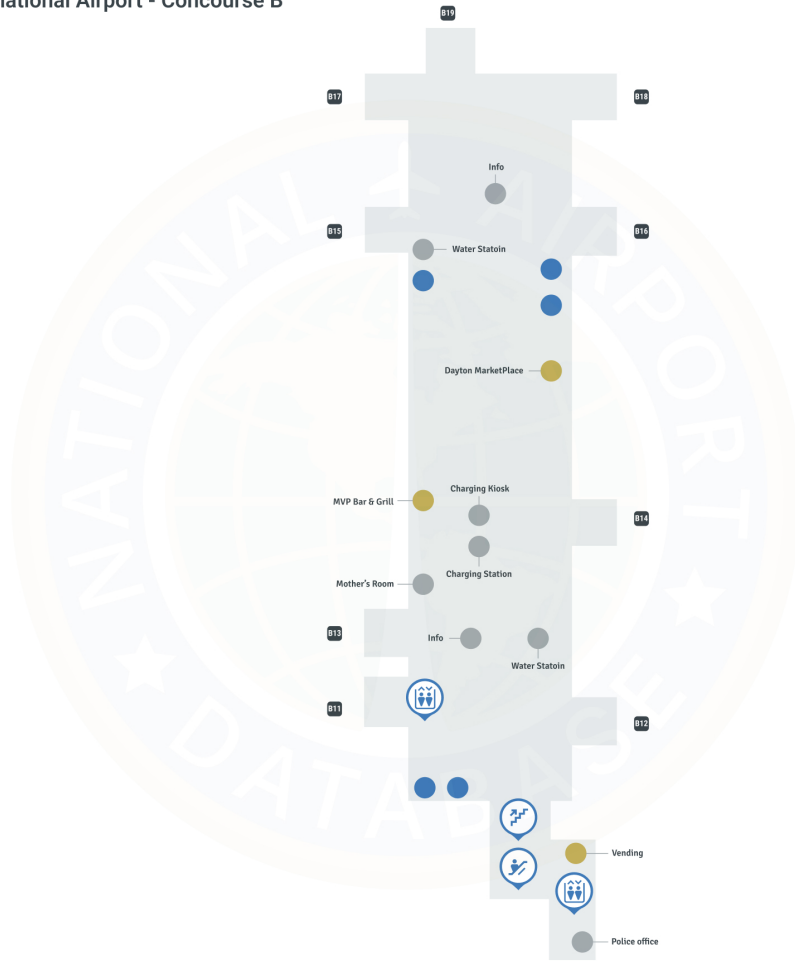 national Airport - Concourse B
B19
B17
B18
Info
B15
B16
Water Statoin
Dayton MarketPlace
Charging Kiosk
MVP Bar & Grill
B14
Charging Station
Mother's Room
B13
Info
Water Statoin
B11
B12
Vending
Police office
NATIONAL AIRPORT
DATABASE